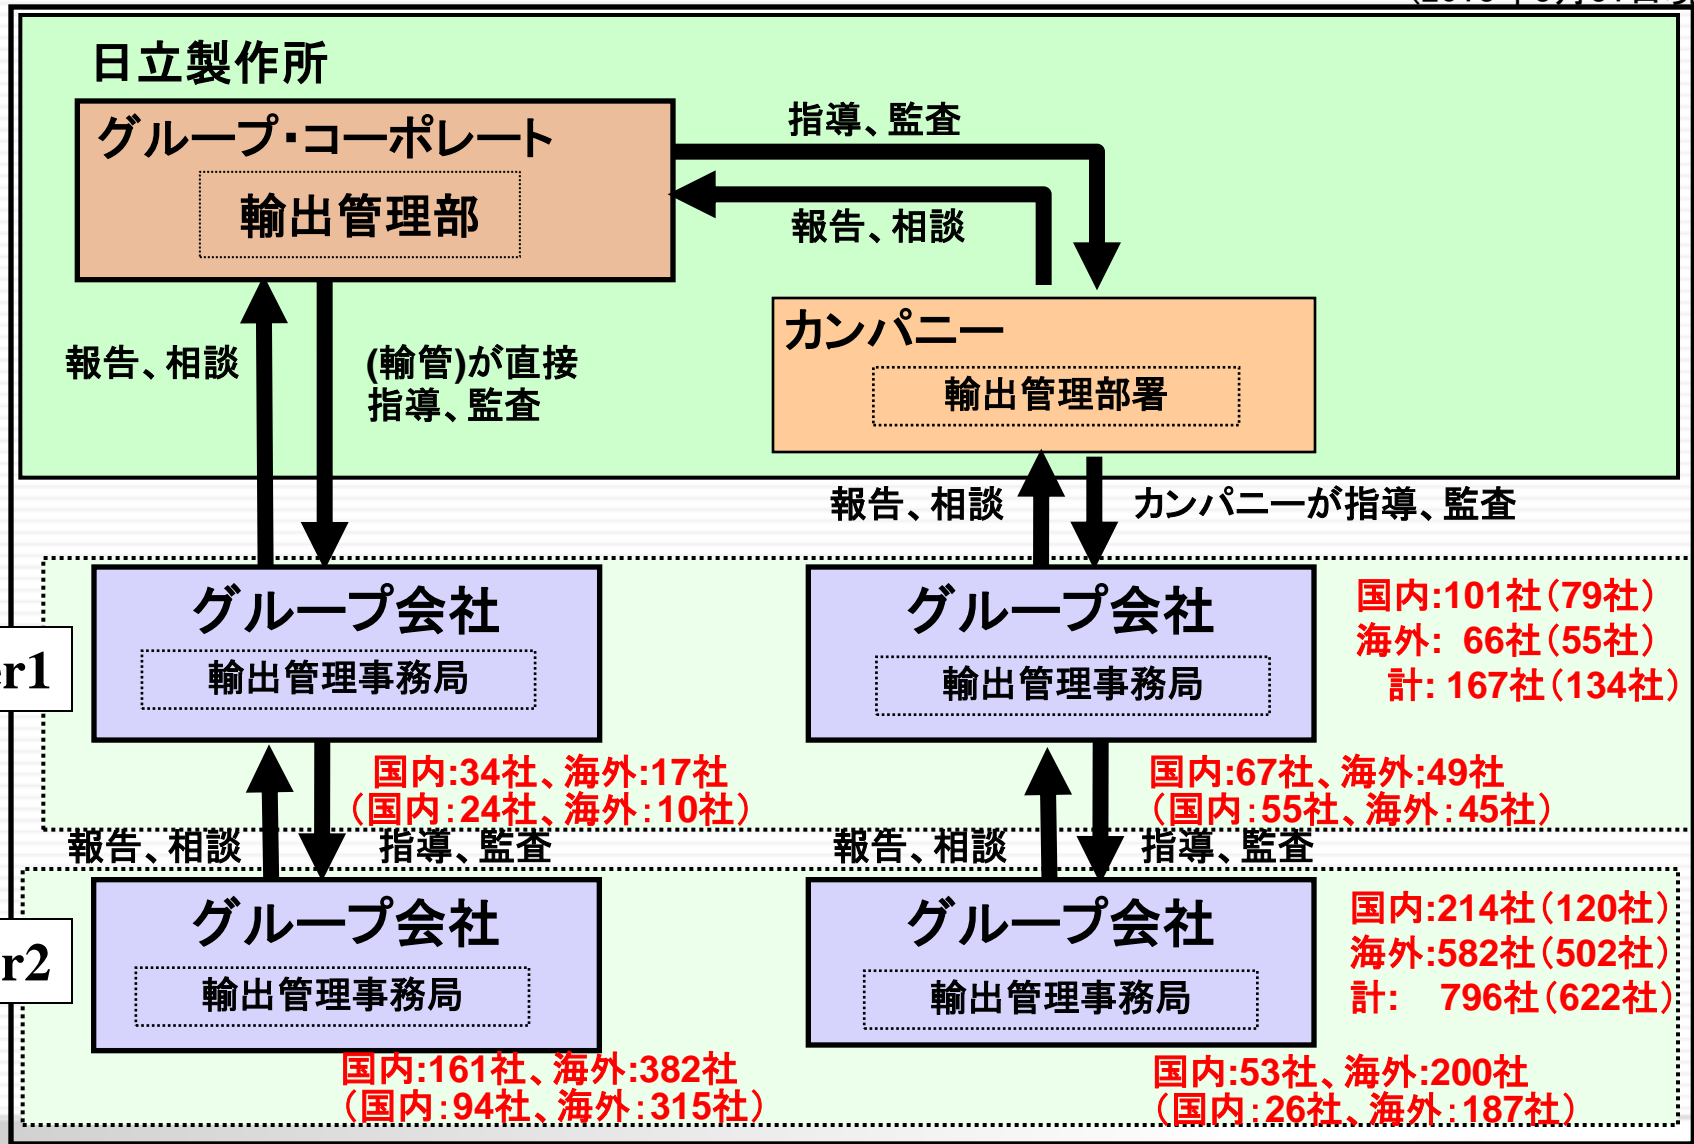 日立製作所
グループ・コーポレート
輸出管理部
指導、監査
報告、相談
カンパニー
輸出管理部署
報告、相談
(輸管)が直接
指導、監査
報告、相談
カンパニーが指導、監査
グループ会社
輸出管理事務局
グループ会社
輸出管理事務局
国内:101社(79社)
海外: 66社(55社)
計: 167社(134社)
er1
国内:34社、海外:17社
(国内:24社、海外:10社)
国内:67社、海外:49社
(国内:55社、海外:45社)
報告、相談
指導、監査
報告、相談
指導、監査
グループ会社
輸出管理事務局
グループ会社
輸出管理事務局
国内:214社(120社)
海外:582社(502社)
計: 796社(622社)
r2
国内:161社、海外:382社
(国内:94社、海外:315社)
国内:53社、海外:200社
(国内:26社、海外:187社)